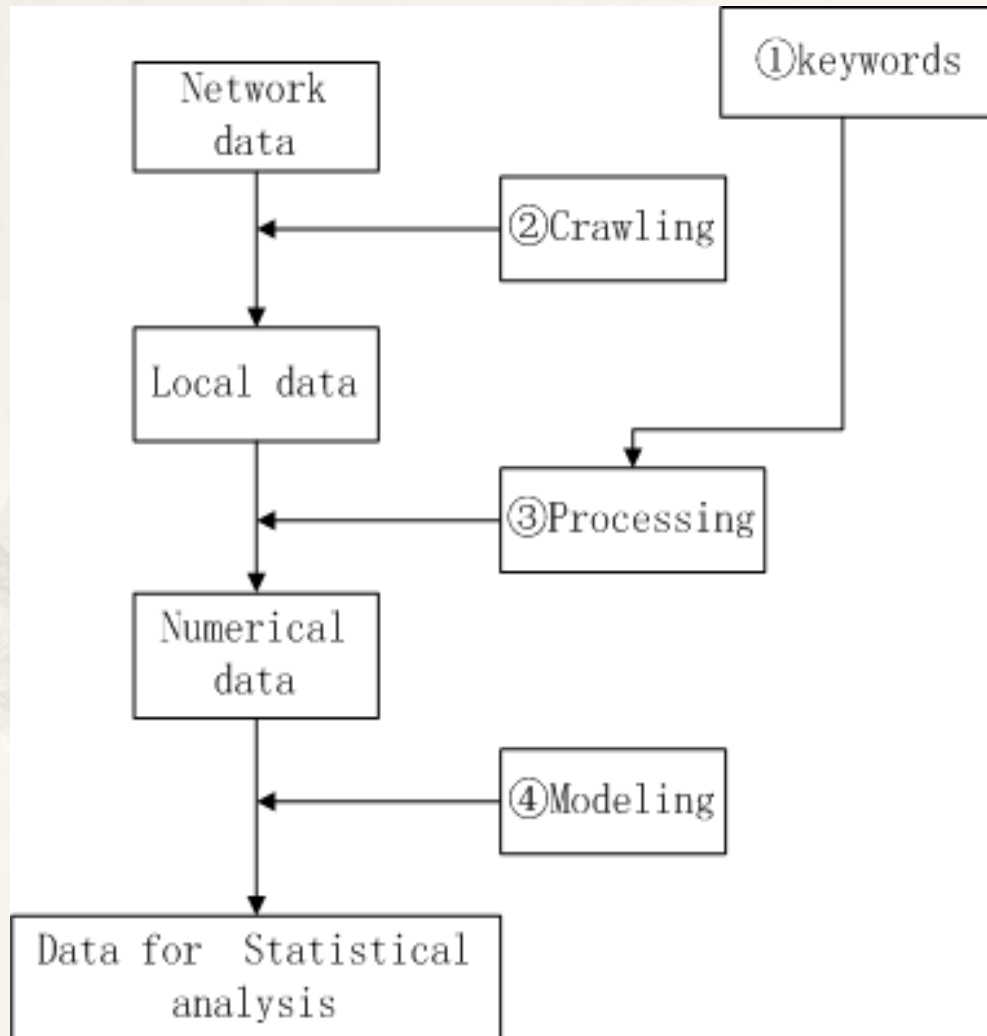 ①keywords
Network
data
②Crawling
Local data
③Processing
Numerical
data
④Modeling
Data for Statistical
analysis